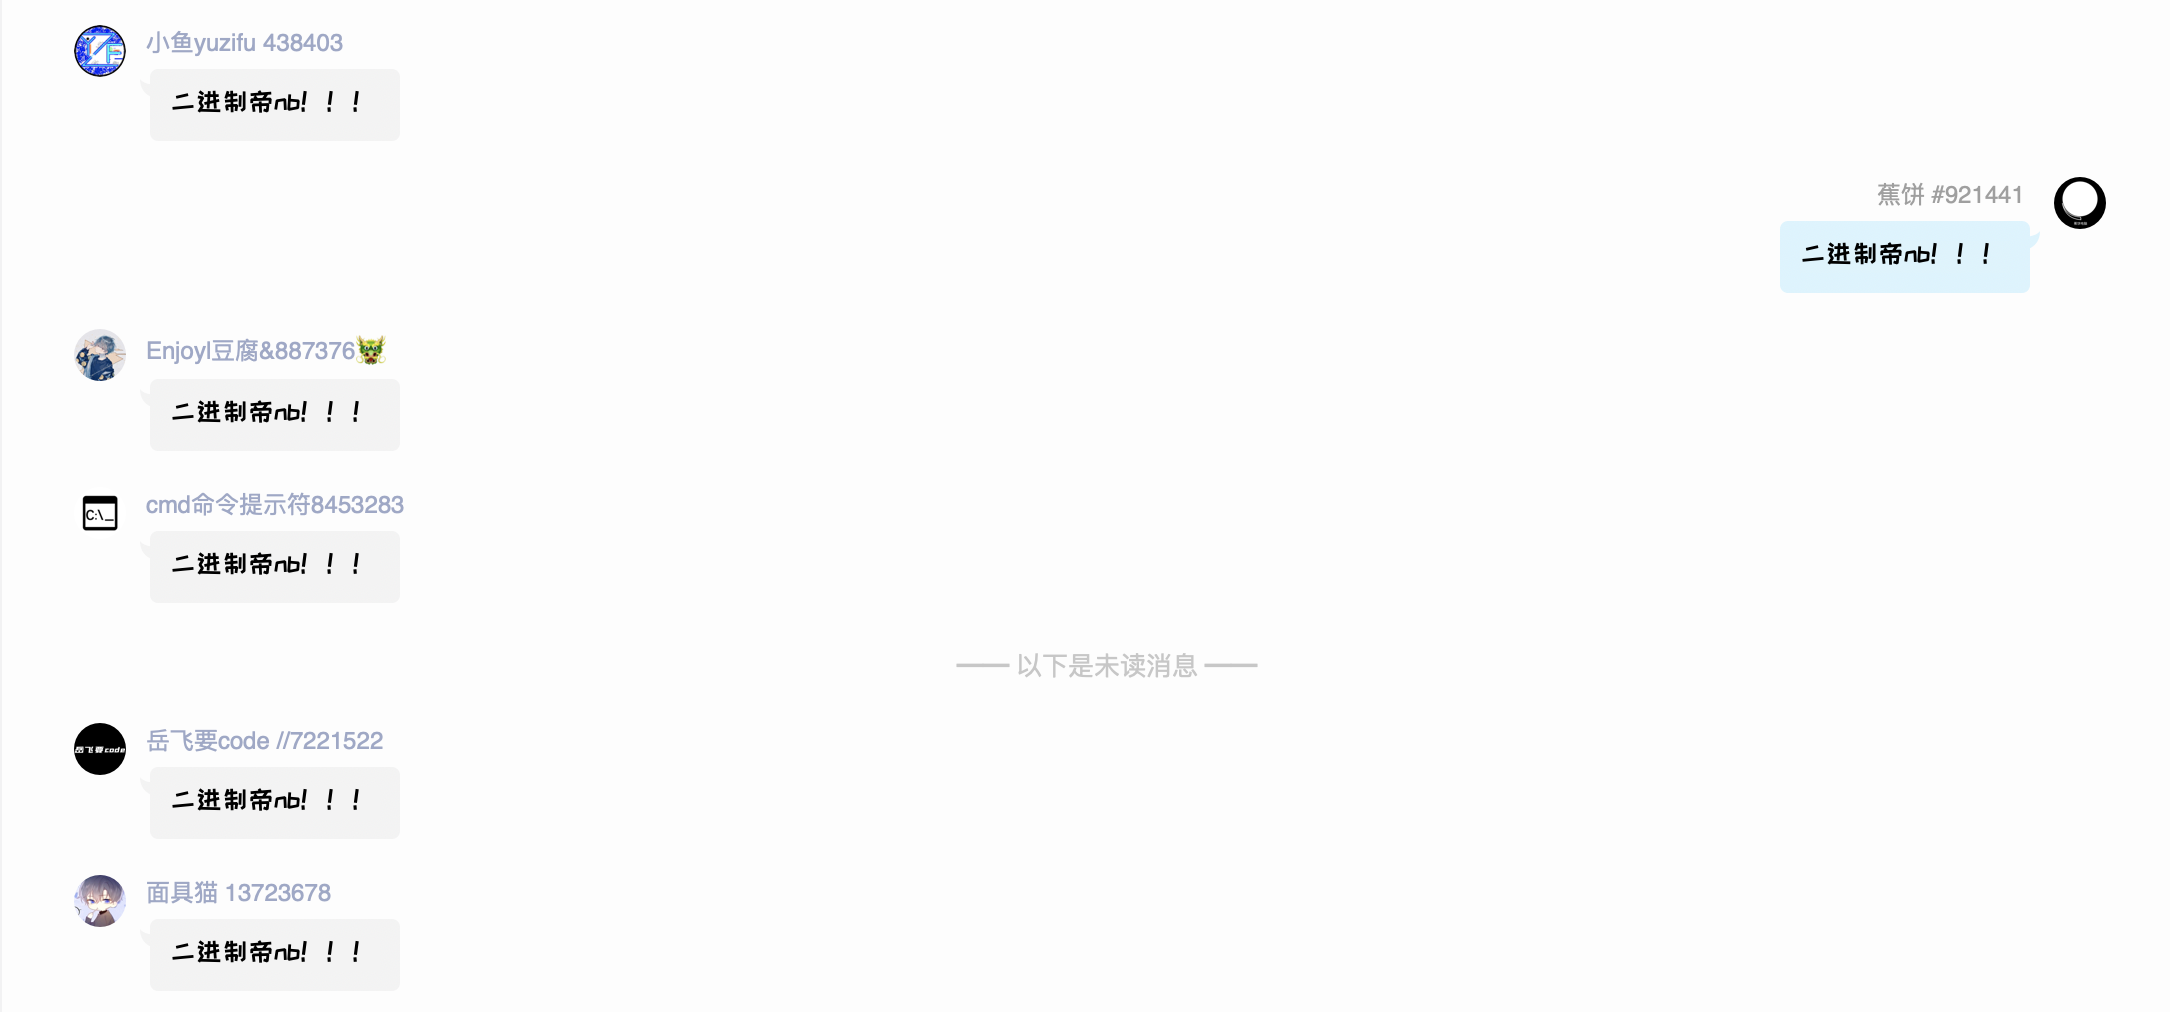 小鱼yuzifu 438403
二进制帝nb！！！
蕉饼 #921441
二进制帝nb！！！
Enjoyl豆腐&887376🐲
二进制帝nb！！！
C:\_
cmd命令提示符8453283
二进制帝nb！！！
以下是未读消息
岳飞要code
岳飞要code //7221522
二进制帝nb！！！
面具猫 13723678
二进制帝nb！！！